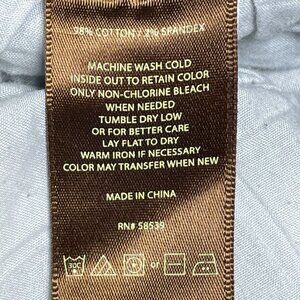 98% COTTON / 2% SPANDEX
MACHINE WASH COLD
INSIDE OUT TO RETAIN COLOR
ONLY NON-CHLORINE BLEACH
WHEN NEEDED
TUMBLE DRY LOW
OR FOR BETTER CARE
LAY FLAT TO DRY
WARM IRON IF NECESSARY
COLOR MAY TRANSFER WHEN NEW
MADE IN CHINA
RN# 58539
or